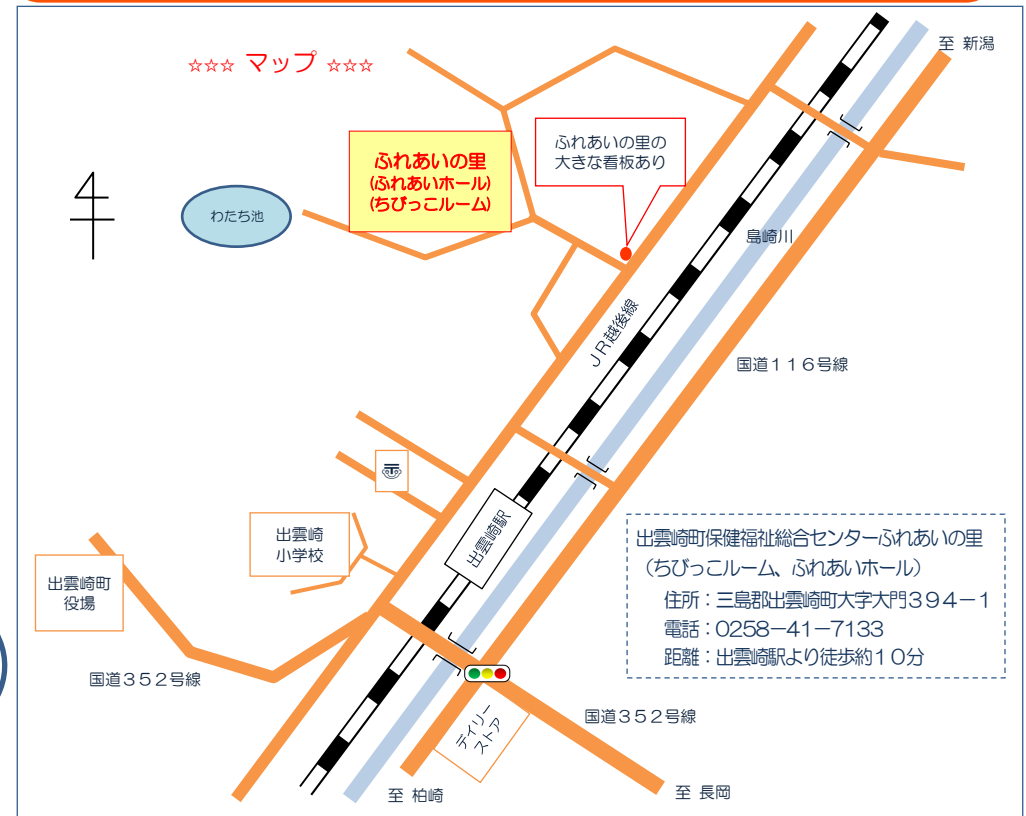 ☆☆☆ マップ ☆☆☆
至 新潟
ふれあいの里
(ふれあいホール)
(ちびっこルーム)
ふれあいの里の
大きな看板あり
わたち池
島崎川
JR越後線
国道116号線
出雲崎駅
出雲崎
小学校
出雲崎町
役場
国道352号線
出雲崎町保健福祉総合センターふれあいの里
(ちびっこルーム、ふれあいホール)
住所：三島郡出雲崎町大字大門394－1
電話：0258－41－7133
距離：出雲崎駅より徒歩約10分
国道352号線
デイリー
ストア
至 柏崎
至 長岡